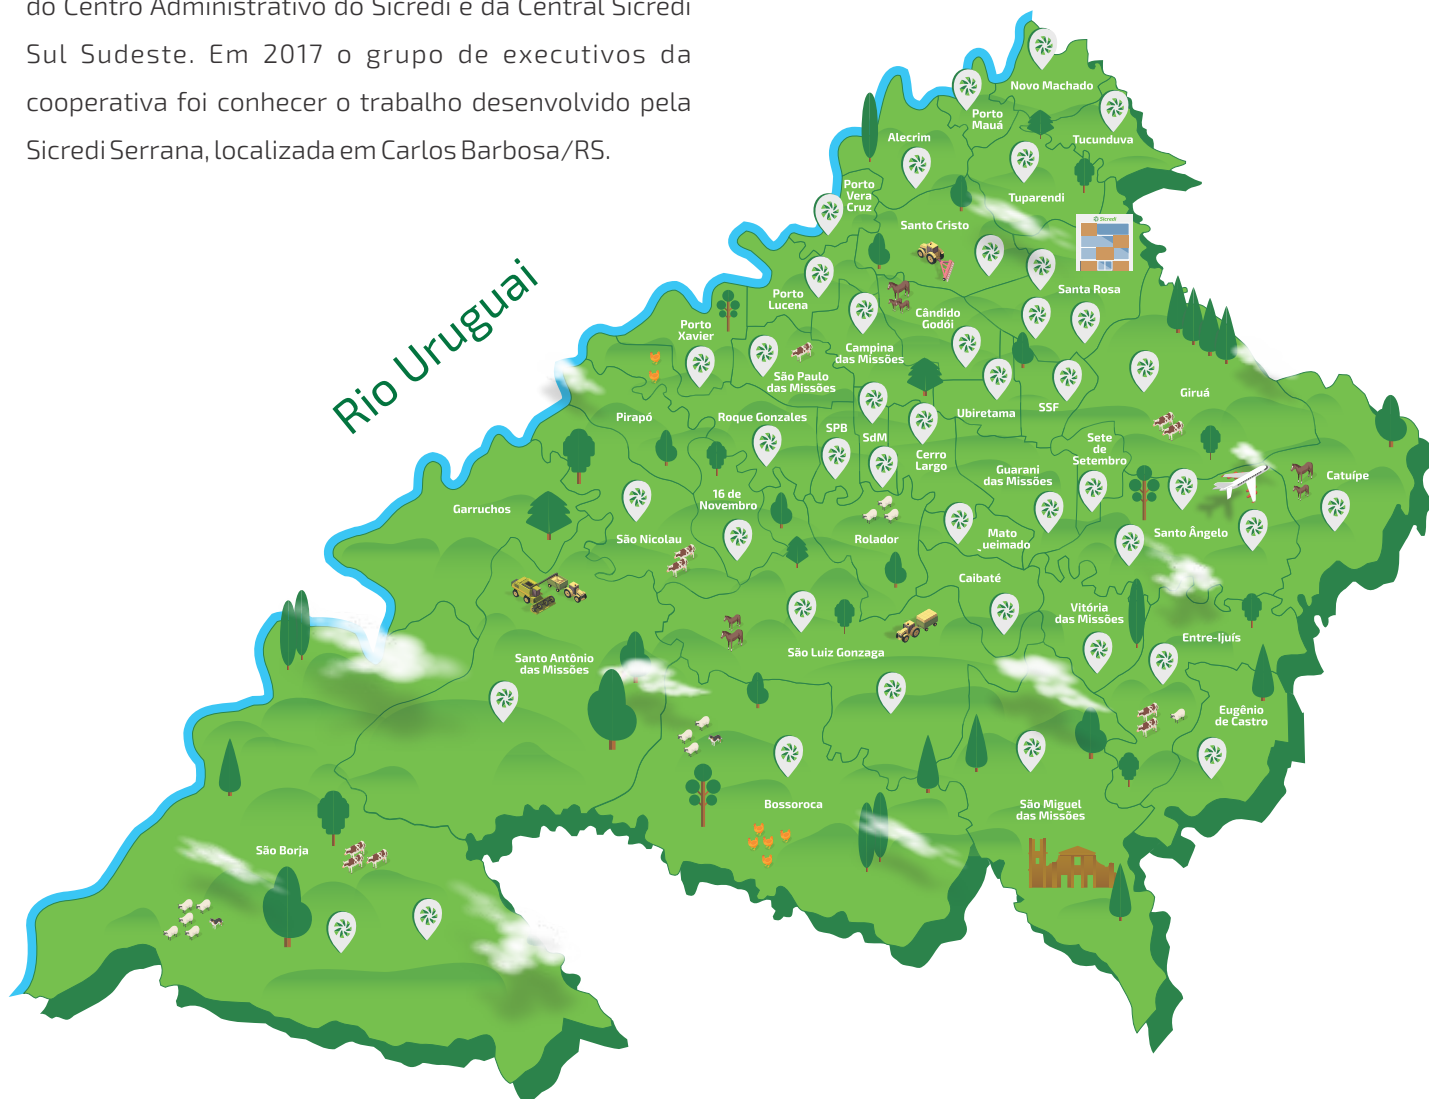 do Centro Administrativo do Sicredi e da Central Sicredi
Sul Sudeste. Em 2017 o grupo de executivos da
cooperativa foi conhecer o trabalho desenvolvido pela
Sicredi Serrana, localizada em Carlos Barbosa/RS.
Rio Uruguai
Novo Machado
Porto
Mauá
Tucunduva
Alecrim
Porto
Vera
Cruz
Tuparendi
Santo Cristo
Sicredi
Santa Rosa
Porto
Lucena
Cândido
Godói
Porto
Xavier
Campina
das Missões
São Paulo
das Missões
Giruá
Pirapó
Roque Gonzales
SPB
SdM
Ubiretama
SSF
Cerro
Largo
Sete
de
Setembro
Guarani
das Missões
Catuípe
16 de
Novembro
Garruchos
São Nicolau
Rolador
Mato
ueimado
Santo Ângelo
Caibaté
Vitória
das Missões
Entre-Ijuís
São Luiz Gonzaga
Santo Antônio
das Missões
Eugênio
de Castro
Bossoroca
São Miguel
das Missões
São Borja